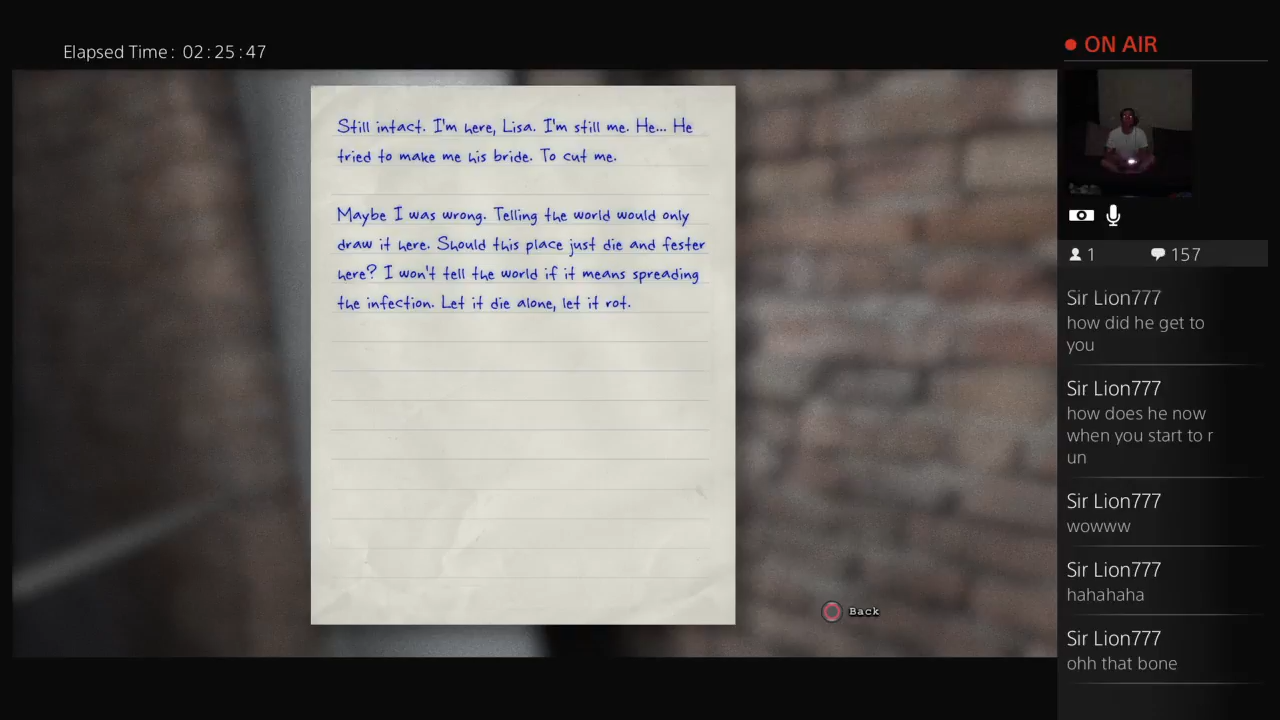 Elapsed Time: 02:25:47
ON AIR
Still intact. I'm here, Lisa. I'm still me. He... He
tried to make me his bride. To cut me.
Maybe I was wrong. Telling the world would only
draw it here. Should this place just die and fester
here? I won't tell the world if it means spreading
the infection. Let it die alone, let it rot.
Back
1
157
Sir Lion777
how did he get to
you
Sir Lion777
how does he now
when you start to r
un
Sir Lion777
wowww
Sir Lion777
hahahaha
Sir Lion777
ohh that bone